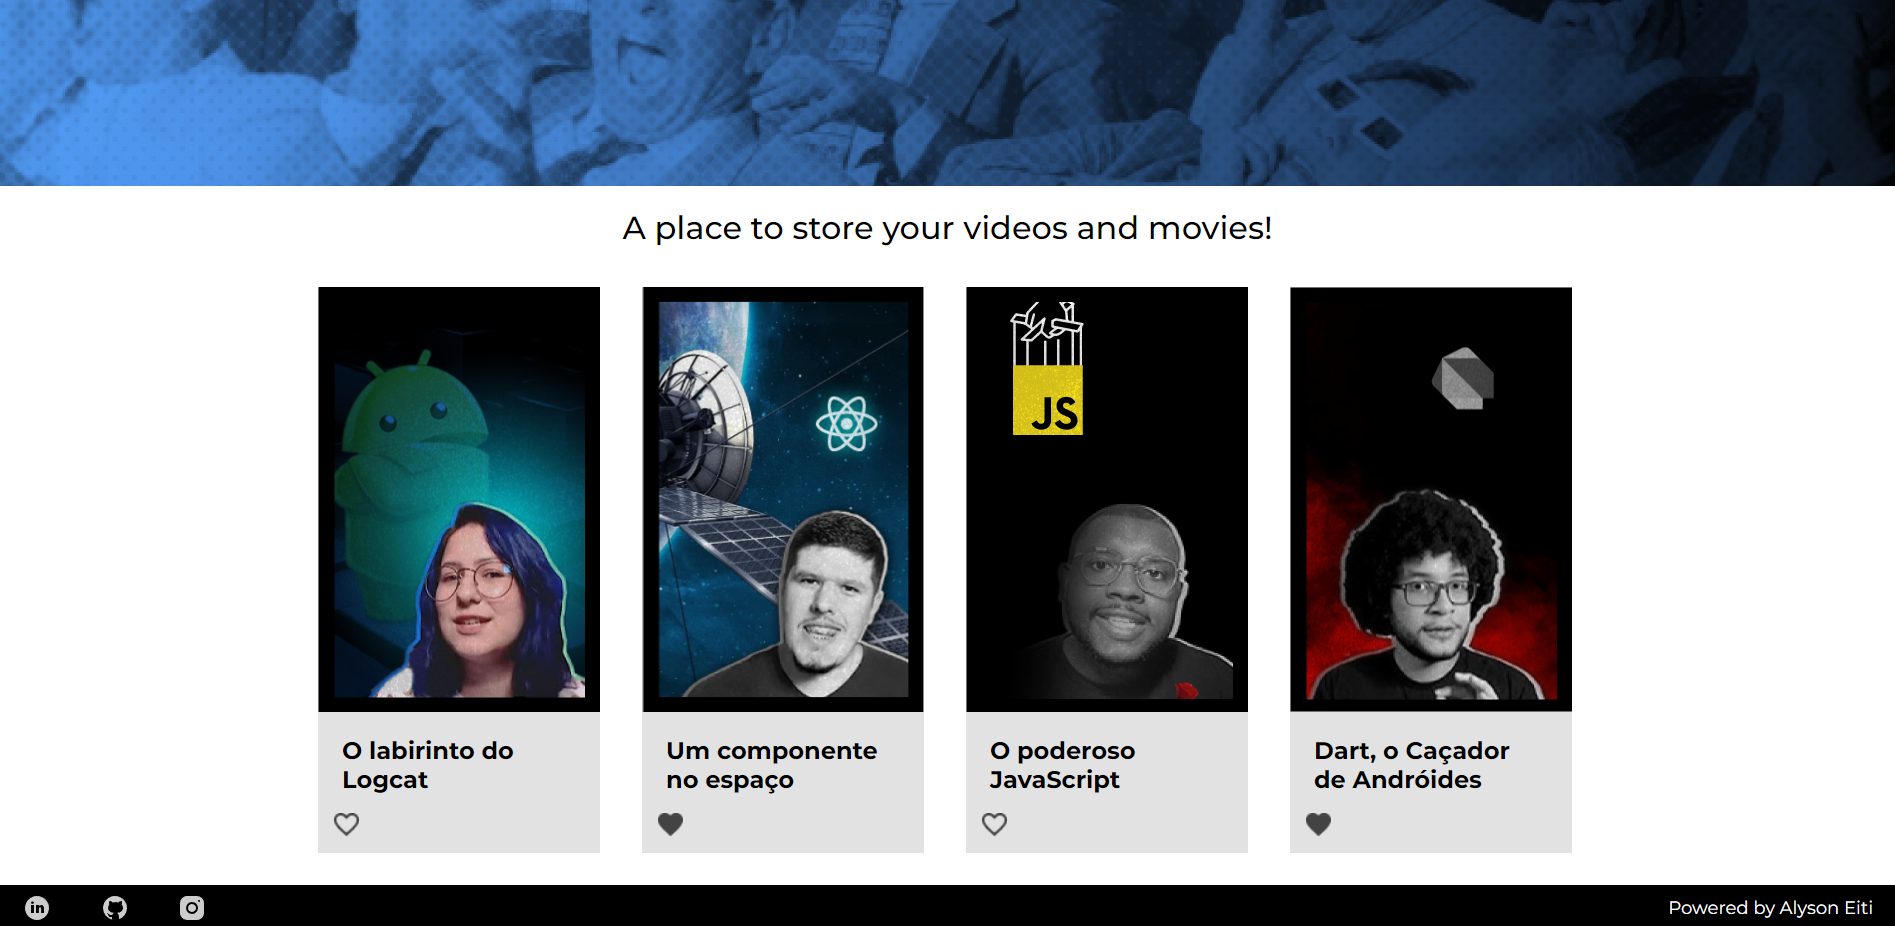 A place to store your videos and movies!
JS
O labirinto do
Logcat
Um componente
no espaço
O poderoso
JavaScript
Dart, o Caçador
de Andróides
in
Powered by Alyson Eiti